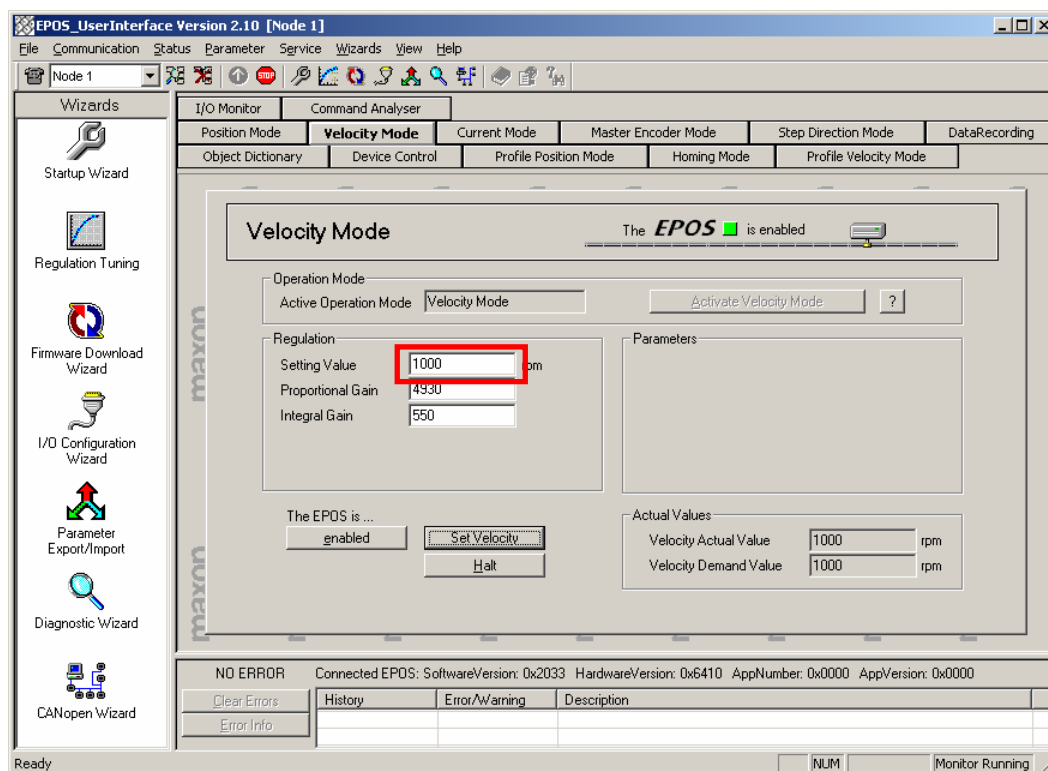 EPOS_UserInterface Version 2.10 [Node 1]
File Communication Status Parameter Service Wizards View Help
Node 1
Wizards
Startup Wizard
Regulation Tuning
Firmware Download
Wizard
I/O Configuration
Wizard
Parameter
Export/Import
Diagnostic Wizard
CANopen Wizard
I/O Monitor Command Analyser
Position Mode Velocity Mode Current Mode Master Encoder Mode Step Direction Mode DataRecording
Object Dictionary Device Control Profile Position Mode Homing Mode Profile Velocity Mode
Velocity Mode
The EPOS is enabled
Operation Mode
Active Operation Mode Velocity Mode Activate Velocity Mode ?
Regulation
Setting Value 1000 rpm
Proportional Gain 4930
Integral Gain 550
Parameters
The EPOS is ...
enabled Set Velocity
Halt
Actual Values
Velocity Actual Value 1000 rpm
Velocity Demand Value 1000 rpm
maxon
maxon
NO ERROR Connected EPOS: SoftwareVersion: 0x2033 HardwareVersion: 0x6410 AppNumber: 0x0000 AppVersion: 0x0000
Clear Errors
Error Info
History Error/Warning Description
Ready NUM Monitor Running